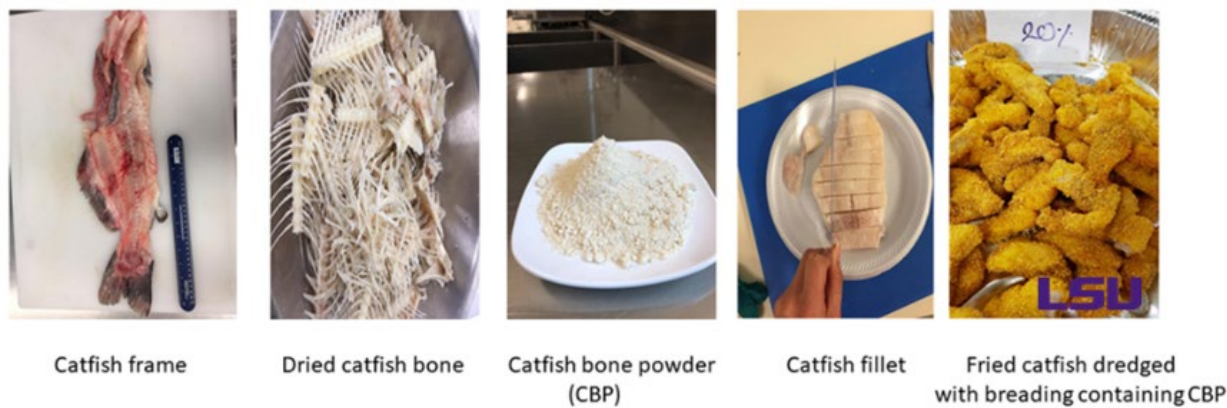 20%
LSU
Catfish frame
Dried catfish bone
Catfish bone powder
(CBP)
Catfish fillet
Fried catfish dredged
with breading containing CBP